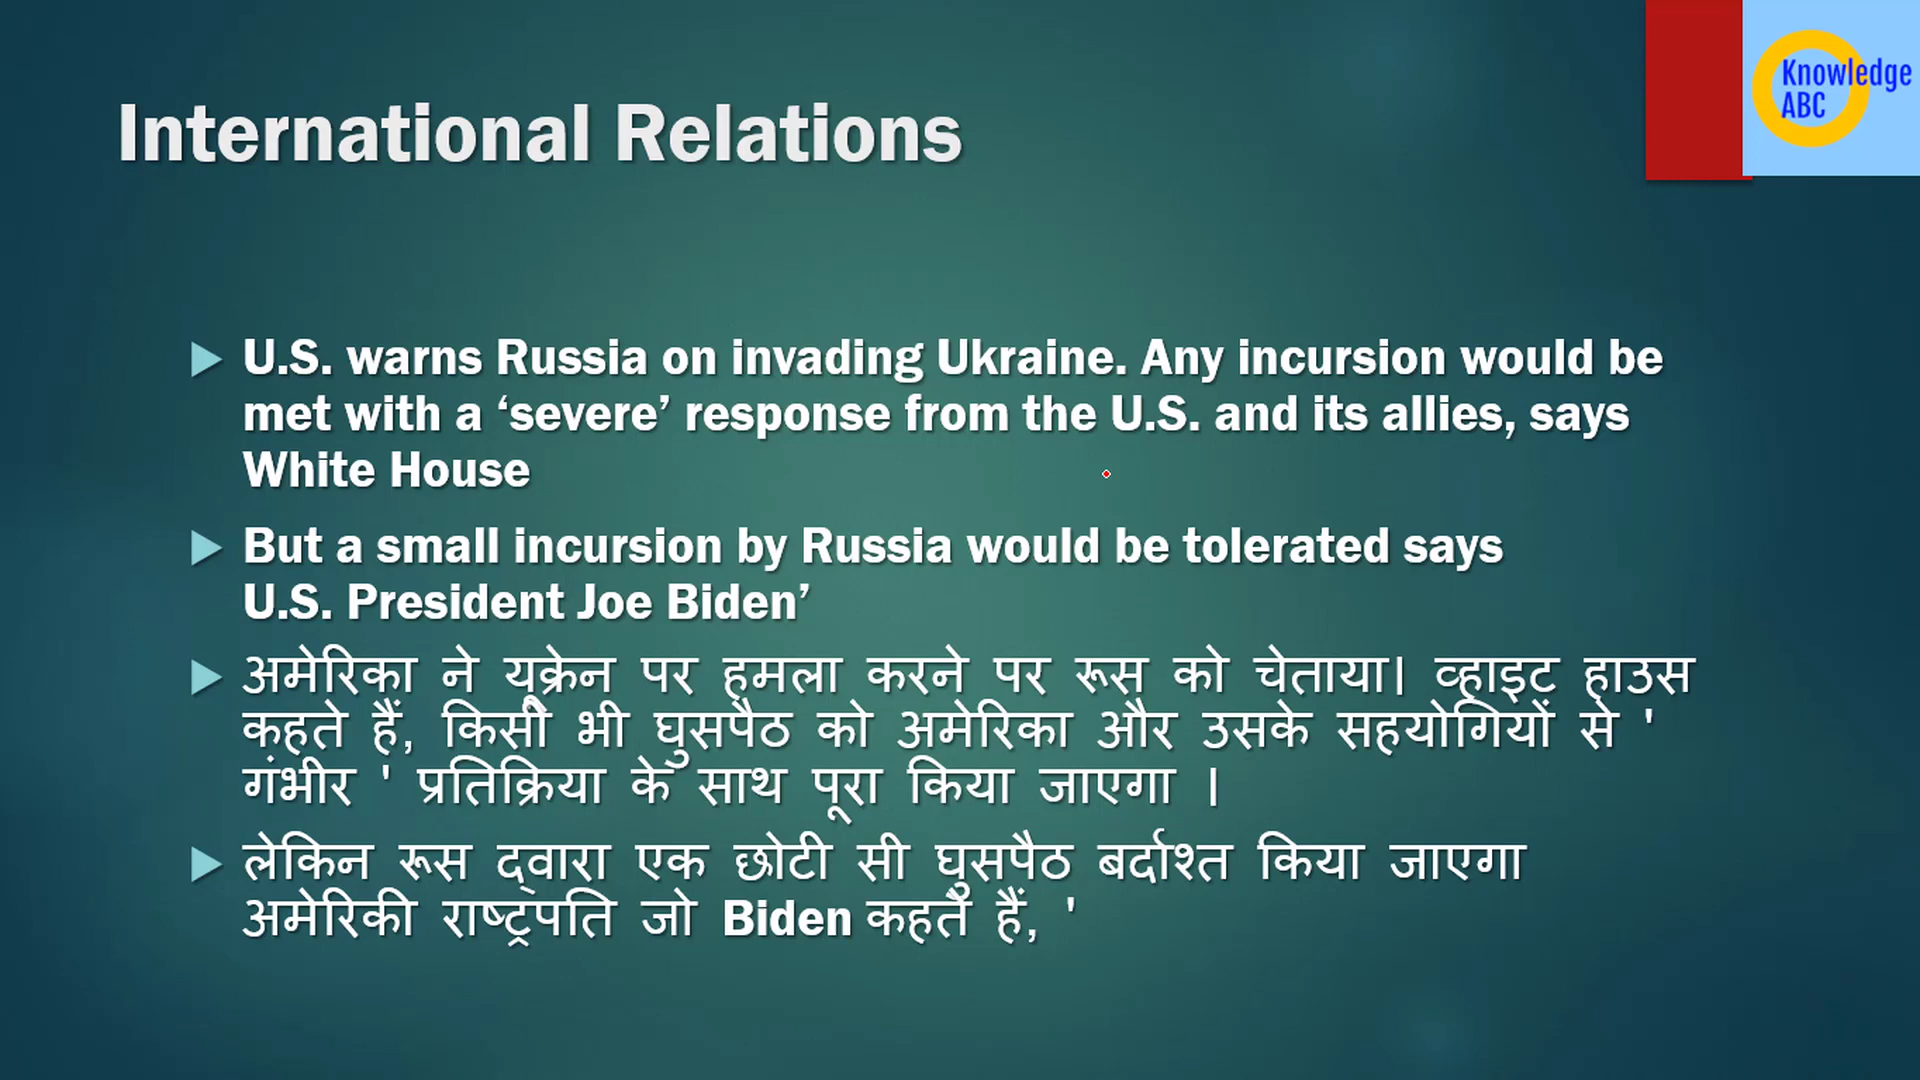 Knowledge
ABC
International Relations
U.S. warns Russia on invading Ukraine. Any incursion would be
met with a ‘severe’ response from the U.S. and its allies, says
White House
But a small incursion by Russia would be tolerated says
U.S. President Joe Biden’
अमेरिका ने यूक्रेन पर हमला करने पर रूस को चेताया। व्हाइट हाउस
कहते हैं, किसी भी घुसपैठ को अमेरिका और उसके सहयोगियों से '
गंभीर ' प्रतिक्रिया के साथ पूरा किया जाएगा ।
लेकिन रूस द्वारा एक छोटी सी घुसपैठ बर्दाश्त किया जाएगा
अमेरिकी राष्ट्रपति जो Biden कहते हैं, '